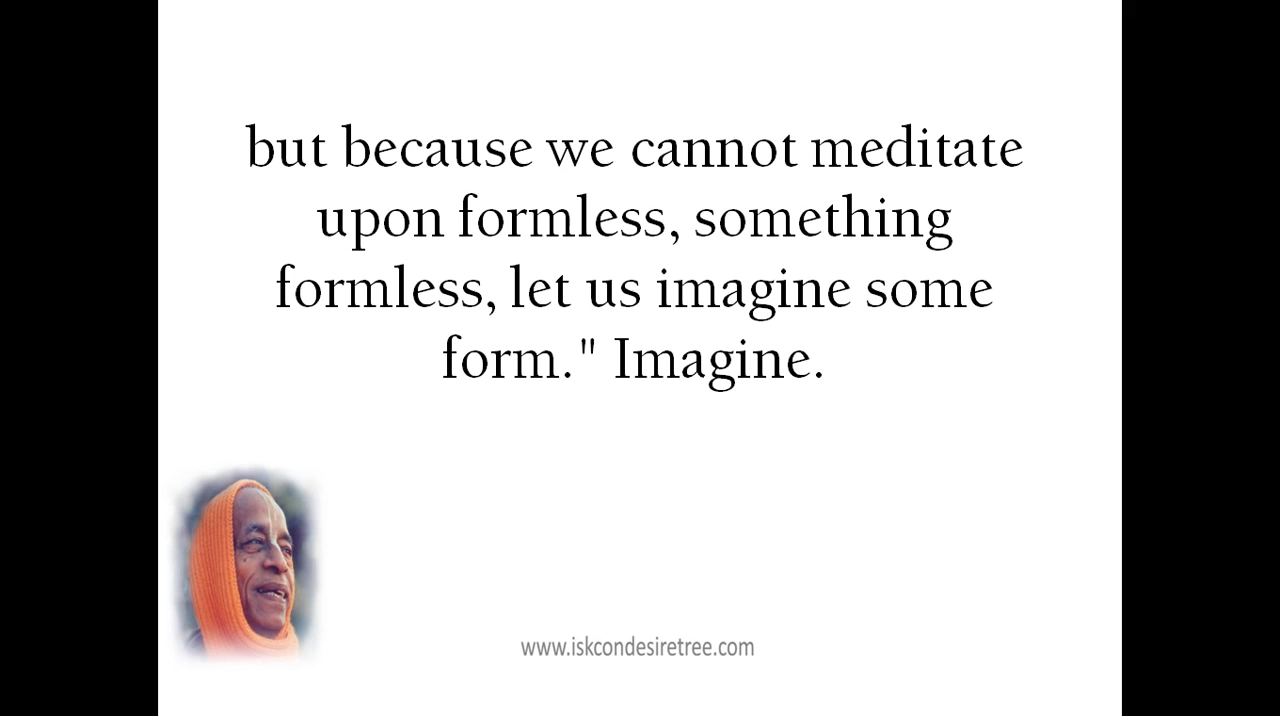 but because we cannot meditate
upon formless, something
formless, let us imagine some
form." Imagine.
www.iskcondesiretree.com